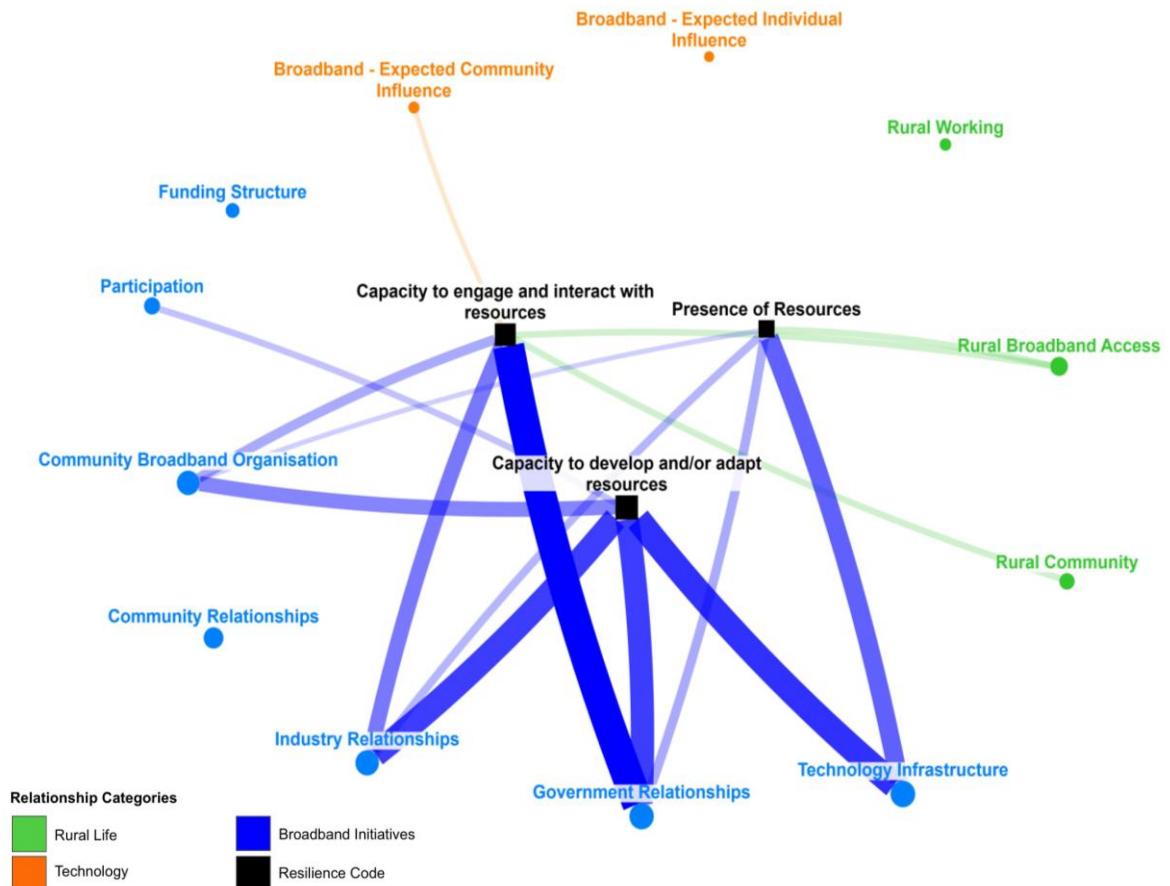 Broadband - Expected Individual
Influence
Broadband - Expected Community
Influence
Rural Working
Funding Structure
Participation
Capacity to engage and interact with
resources
Presence of Resources
Rural Broadband Access
Community Broadband Organisation
Capacity to develop and/or adapt
resources
Rural Community
Community Relationships
Industry Relationships
Technology Infrastructure
Government Relationships
Relationship Categories
Rural Life
Broadband Initiatives
Technology
Resilience Code